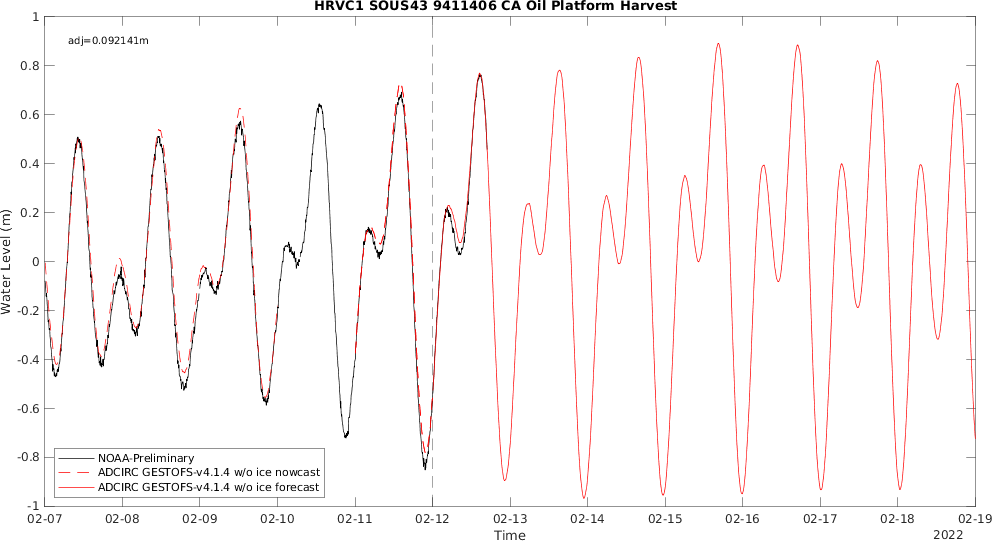 HRVC1 SOUS43 9411406 CA Oil Platform Harvest
adj=0.092141m
1
0.8
0.6
0.4
0.2
0
-0.2
-0.4
-0.6
-0.8
-1
Water Level (m)
NOAA-Preliminary
ADCIRC GESTOFS-v4.1.4 w/o ice nowcast
ADCIRC GESTOFS-v4.1.4 w/o ice forecast
02-07 02-08 02-09 02-10 02-11 02-12 02-13 02-14 02-15 02-16 02-17 02-18 02-19
Time
2022